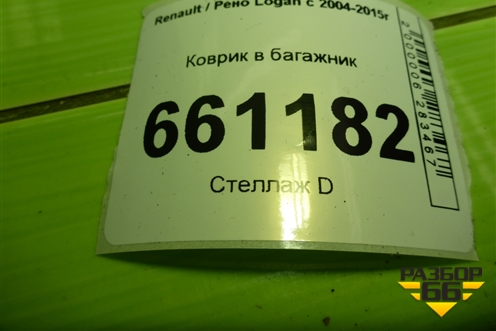 Renault / Рено Logan с 2004-2015г
Коврик в багажник
661182
Стеллаж D
2000006283467
РАЗБОР
66